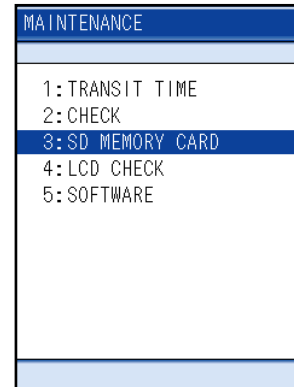 MAINTENANCE
1:TRANSIT TIME
2:CHECK
3:SD MEMORY CARD
4:LCD CHECK
5:SOFTWARE